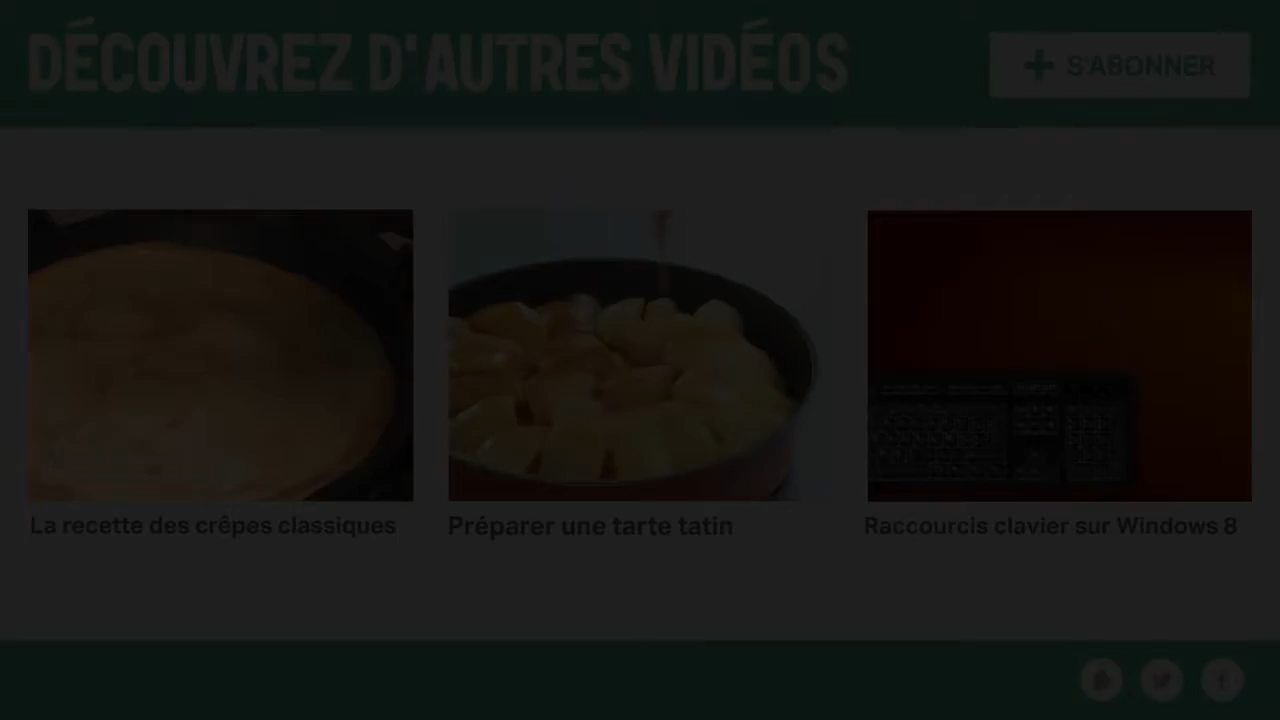 DÉCOUVREZ D'AUTRES VIDÉOS
S'ABONNER
La recette des crêpes classiques
Préparer une tarte tatin
Raccourcis clavier sur Windows 8